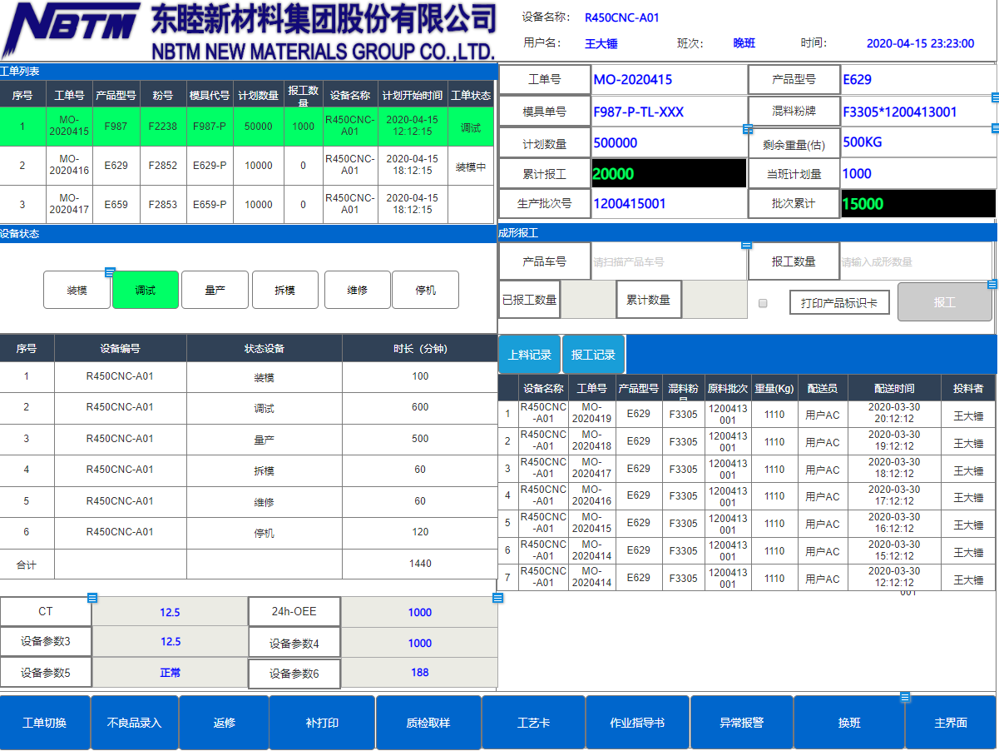 NBTM 东睦新材料集团股份有限公司
NBTM NEW MATERIALS GROUP CO.,LTD.
设备名称: R450CNC-A01
用户名: 王大锤 班次: 晚班 时间: 2020-04-15 23:23:00
工单列表
序号 工单号 产品型号 粉号 模具代号 计划数量 报工数量 设备名称 计划开始时间 工单状态
1 MO-2020415 F987 F2238 F987-P 50000 1000 R450CNC-A01 2020-04-15 12:12:15 调试
2 MO-2020416 E629 F2852 E629-P 10000 0 R450CNC-A01 2020-04-15 18:12:15 装模中
3 MO-2020417 E659 F2853 E659-P 10000 0 R450CNC-A01 2020-04-15 18:12:15
工单号 MO-2020415 产品型号 E629
模具单号 F987-P-TL-XXX 混料粉牌 F3305*1200413001
计划数量 500000 剩余重量(估) 500KG
累计报工 20000 当班计划量 1000
生产批次号 1200415001 批次累计 15000
设备状态
装模 调试 量产 拆模 维修 停机
序号 设备编号 状态设备 时长（分钟)
1 R450CNC-A01 装模 100
2 R450CNC-A01 调试 600
3 R450CNC-A01 量产 500
4 R450CNC-A01 拆模 60
5 R450CNC-A01 维修 60
6 R450CNC-A01 停机 120
合计 1440
成形报工
产品车号 请扫描产品车号 报工数量 请输入成形数量
已报工数量 累计数量 打印产品标识卡 报工
上料记录 报工记录
设备名称 工单号 产品型号 混料粉 原料批次 重量(Kg) 配送员 配送时间 投料者
1 R450CNC-A01 MO-2020419 E629 F3305 1200413001 1110 用户AC 2020-03-30 20:12:12 王大锤
2 R450CNC-A01 MO-2020418 E629 F3305 1200413001 1110 用户AC 2020-03-30 19:12:12 王大锤
3 R450CNC-A01 MO-2020417 E629 F3305 1200413001 1110 用户AC 2020-03-30 18:12:12 王大锤
4 R450CNC-A01 MO-2020416 E629 F3305 1200413001 1110 用户AC 2020-03-30 17:12:12 王大锤
5 R450CNC-A01 MO-2020415 E629 F3305 1200413001 1110 用户AC 2020-03-30 16:12:12 王大锤
6 R450CNC-A01 MO-2020414 E629 F3305 1200413001 1110 用户AC 2020-03-30 15:12:12 王大锤
7 R450CNC-A01 MO-2020414 E629 F3305 1200413001 1110 用户AC 2020-03-30 12:12:12 王大锤
001
CT 12.5 24h-OEE 1000
设备参数3 12.5 设备参数4 1000
设备参数5 正常 设备参数6 188
工单切换 不良品录入 返修 补打印 质检取样 工艺卡 作业指导书 异常报警 换班 主界面